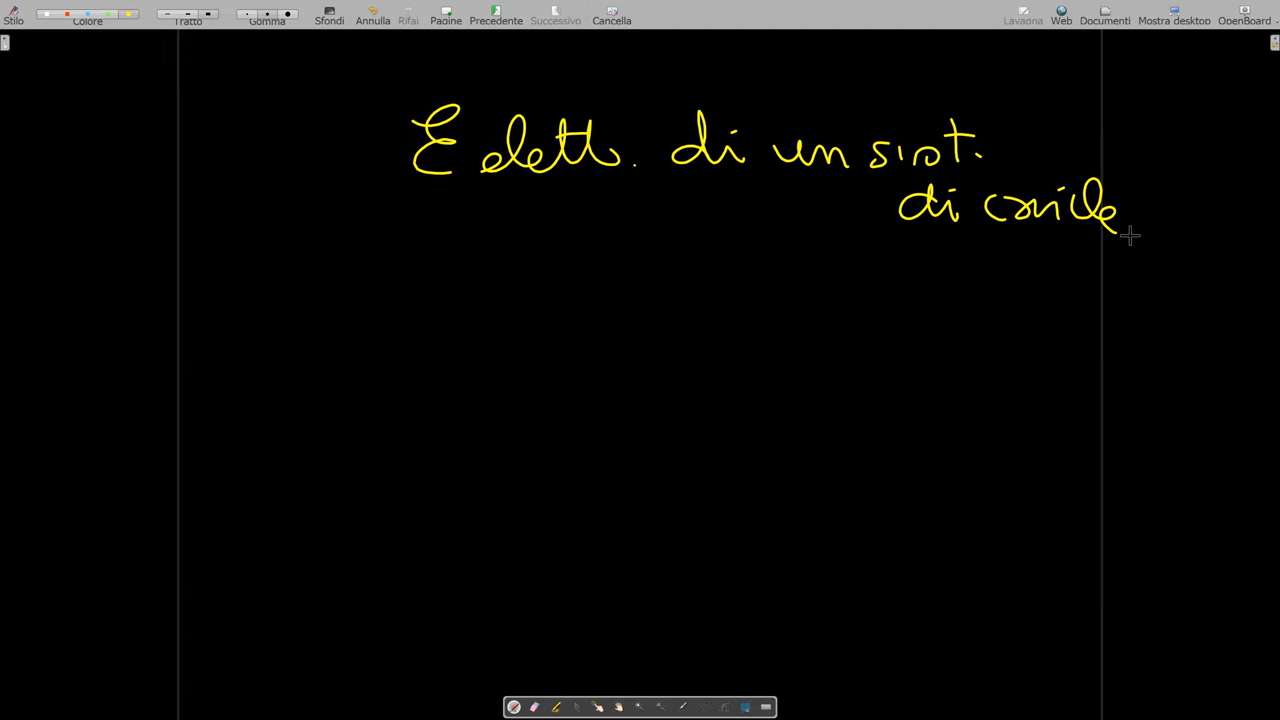 Stilo Colore Tratto Gomma Sfondi Annulla Rifai Pagine Precedente Successivo Cancella Lavagna Web Documenti Mostra desktop OpenBoard
E elett. di un sist.
di cariche